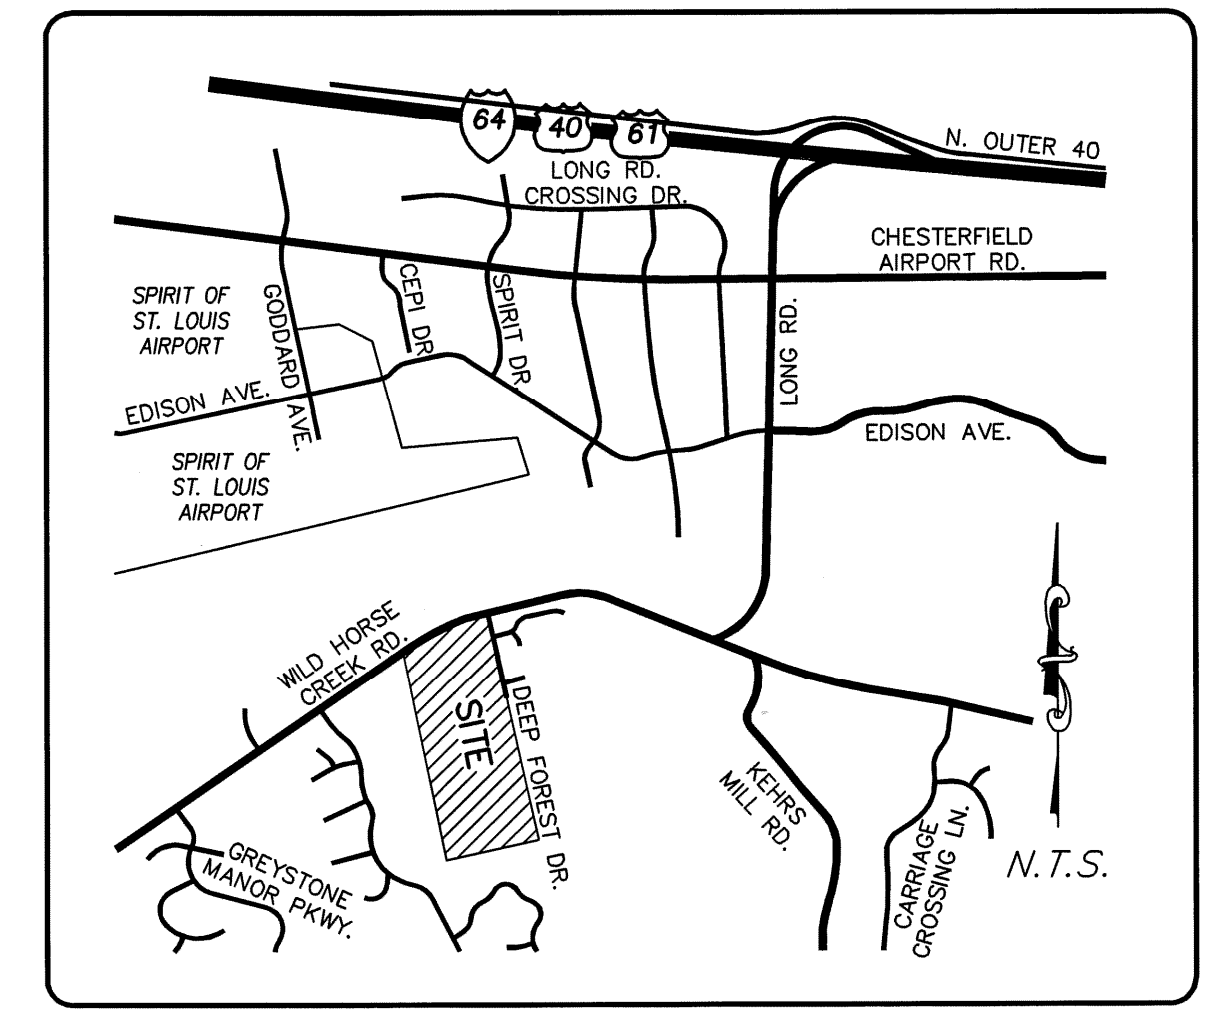 64
40
61
N. OUTER 40
LONG RD.
CROSSING DR.
CHESTERFIELD
AIRPORT RD.
SPIRIT OF
ST. LOUIS
AIRPORT
GODDARD AVE.
CEPI DR.
SPIRIT DR.
LONG RD.
EDISON AVE.
EDISON AVE.
SPIRIT OF
ST. LOUIS
AIRPORT
WILD HORSE
CREEK RD.
SITE
DEEP FOREST DR.
KEHRS
MILL RD.
CARRIAGE
CROSSING LN.
GREYSTONE
MANOR PKWY.
N.T.S.